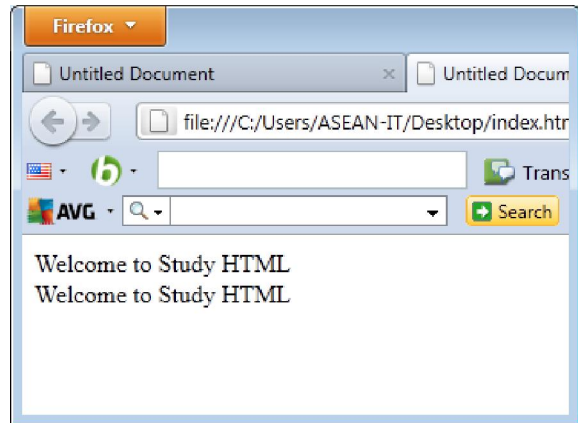 Firefox
Untitled Document
Untitled Docum
file:///C:/Users/ASEAN-IT/Desktop/index.htr
Trans
AVG
Search
Welcome to Study HTML
Welcome to Study HTML